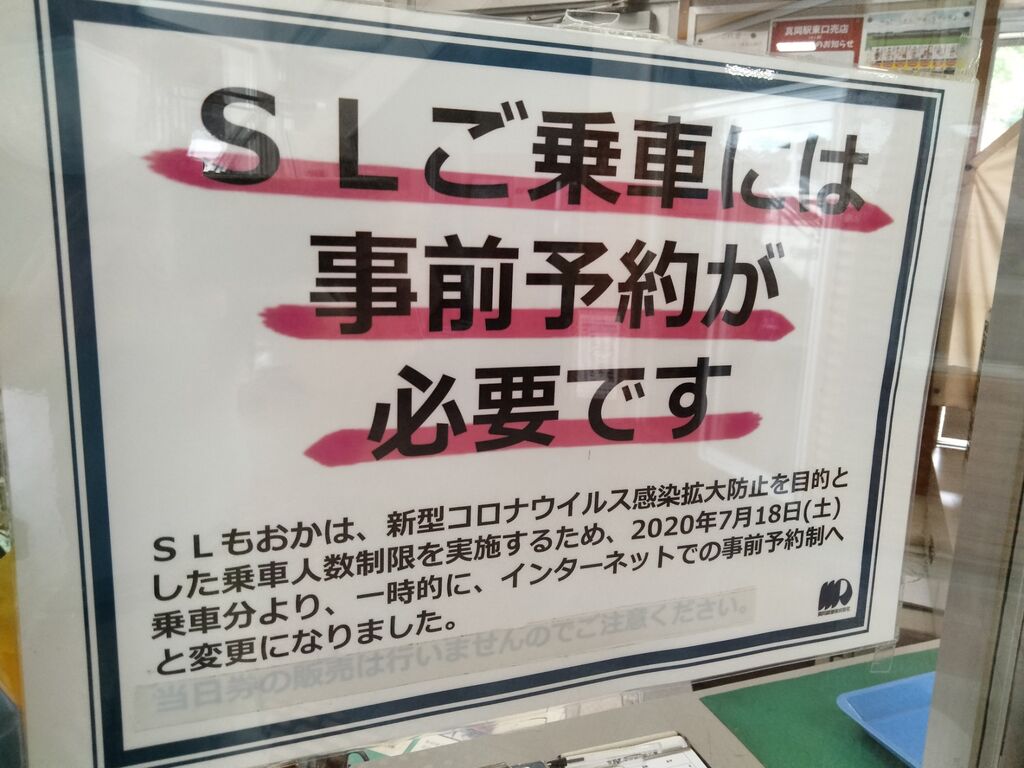 真岡駅東口売店
のお知らせ
ＳＬご乗車には
事前予約が
必要です
ＳＬもおかは、新型コロナウイルス感染拡大防止を目的と
した乗車人数制限を実施するため、2020年7月18日(土)
乗車分より、一時的に、インターネットでの事前予約制へ
と変更になりました。
当日券の販売は行いませんのでご注意ください。